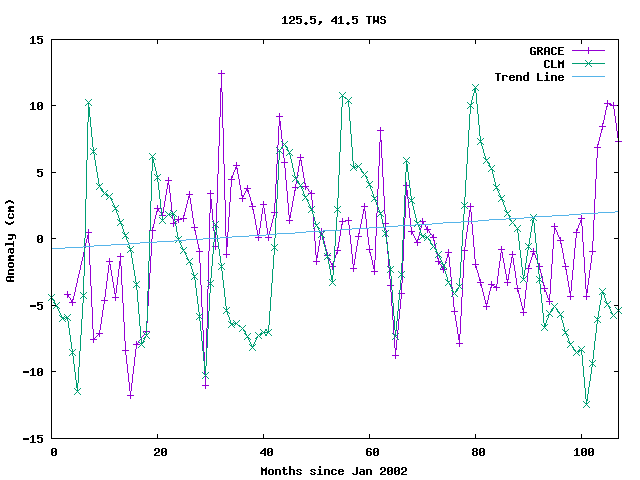 125.5, 41.5 TWS
GRACE
CLM
Trend Line
Anomaly (cm)
15
10
5
0
-5
-10
-15
0 20 40 60 80 100
Months since Jan 2002